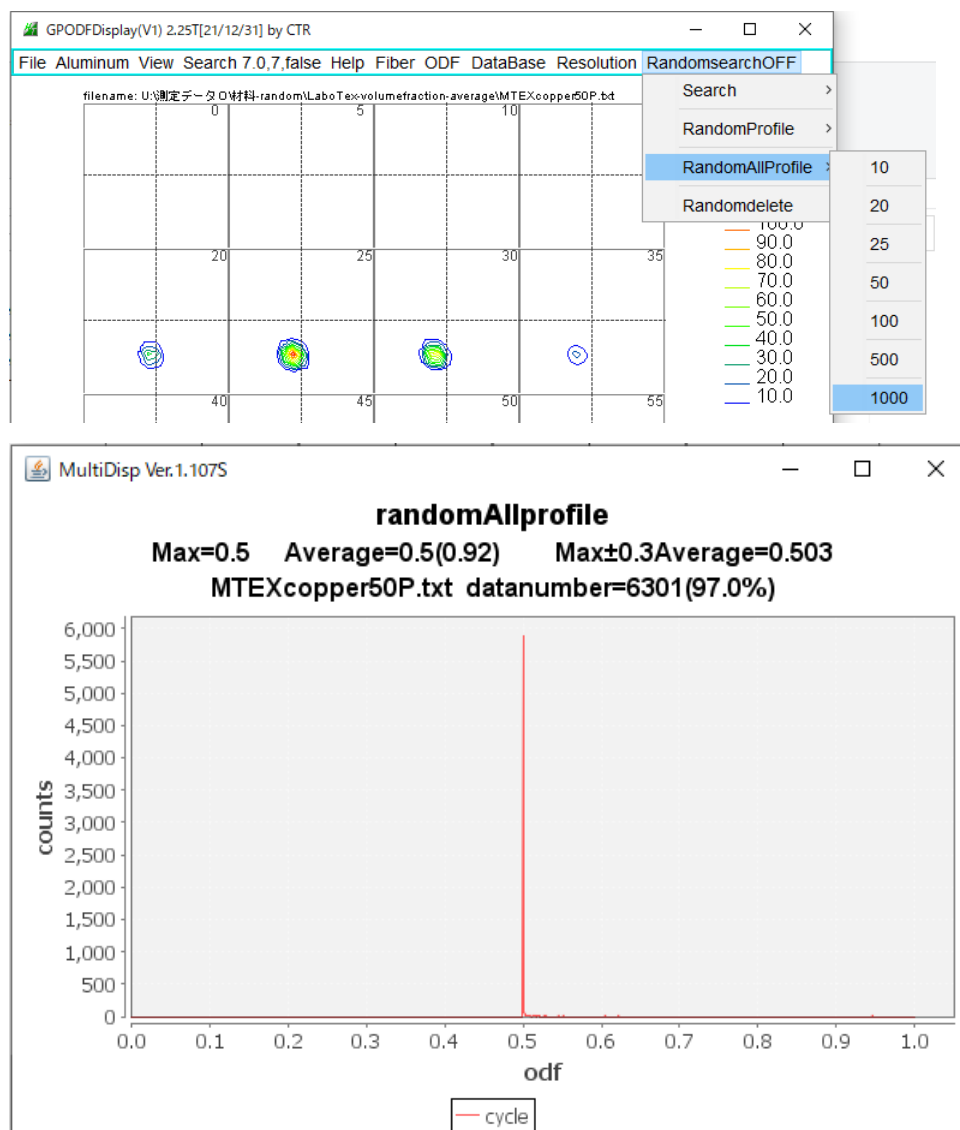 GPODFDisplay(V1) 2.25T[21/12/31] by CTR
File Aluminum View Search 7.0,7,false Help Fiber ODF DataBase Resolution RandomsearchOFF
filename: U:\測定データO\材料-random\LaboTex-volumefraction-average\MTEXcopper50P.txt
0 5 10
20 25 30 35
40 45 50 55
Search
RandomProfile
RandomAllProfile
Randomdelete
10
20
25
50
100
500
1000
100.0
90.0
80.0
70.0
60.0
50.0
40.0
30.0
20.0
10.0
MultiDisp Ver.1.107S
randomAllprofile
Max=0.5 Average=0.5(0.92) Max±0.3Average=0.503
MTEXcopper50P.txt datanumber=6301(97.0%)
6,000
5,500
5,000
4,500
4,000
3,500
3,000
2,500
2,000
1,500
1,000
500
0
counts
0.0 0.1 0.2 0.3 0.4 0.5 0.6 0.7 0.8 0.9 1.0
odf
cycle